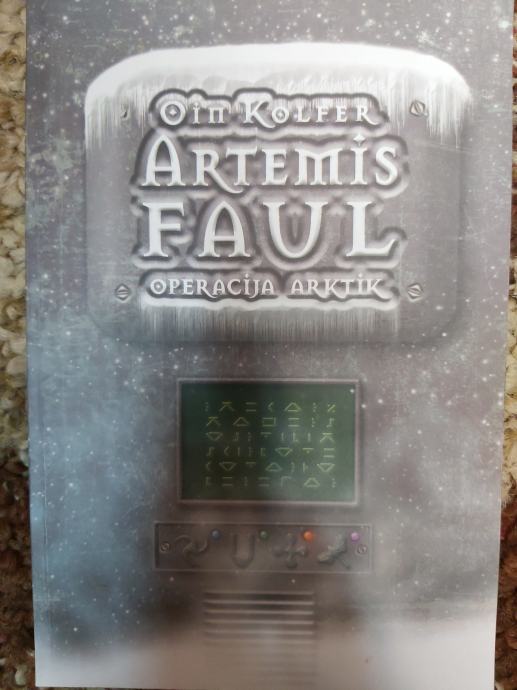 Oin Kolfer
Artemis
Faul
operacija arktik